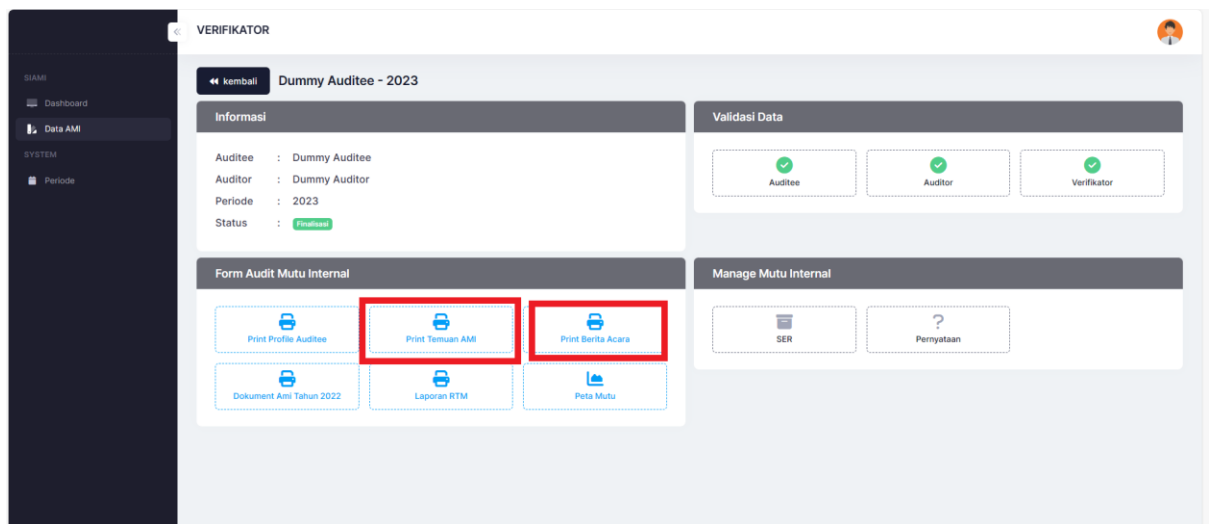 VERIFIKATOR
SIAMI
Dashboard
Data AMI
SYSTEM
Periode
kembali
Dummy Auditee - 2023
Informasi
Auditee : Dummy Auditee
Auditor : Dummy Auditor
Periode : 2023
Status : Finalisasi
Validasi Data
Auditee
Auditor
Verifikator
Form Audit Mutu Internal
Print Profile Auditee
Print Temuan AMI
Print Berita Acara
Dokument Ami Tahun 2022
Laporan RTM
Peta Mutu
Manage Mutu Internal
SER
Pernyataan